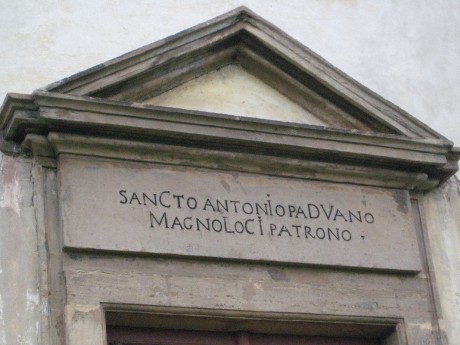 SANCTO ANTONIO PADVANO
MAGNO LOCI PATRONO.